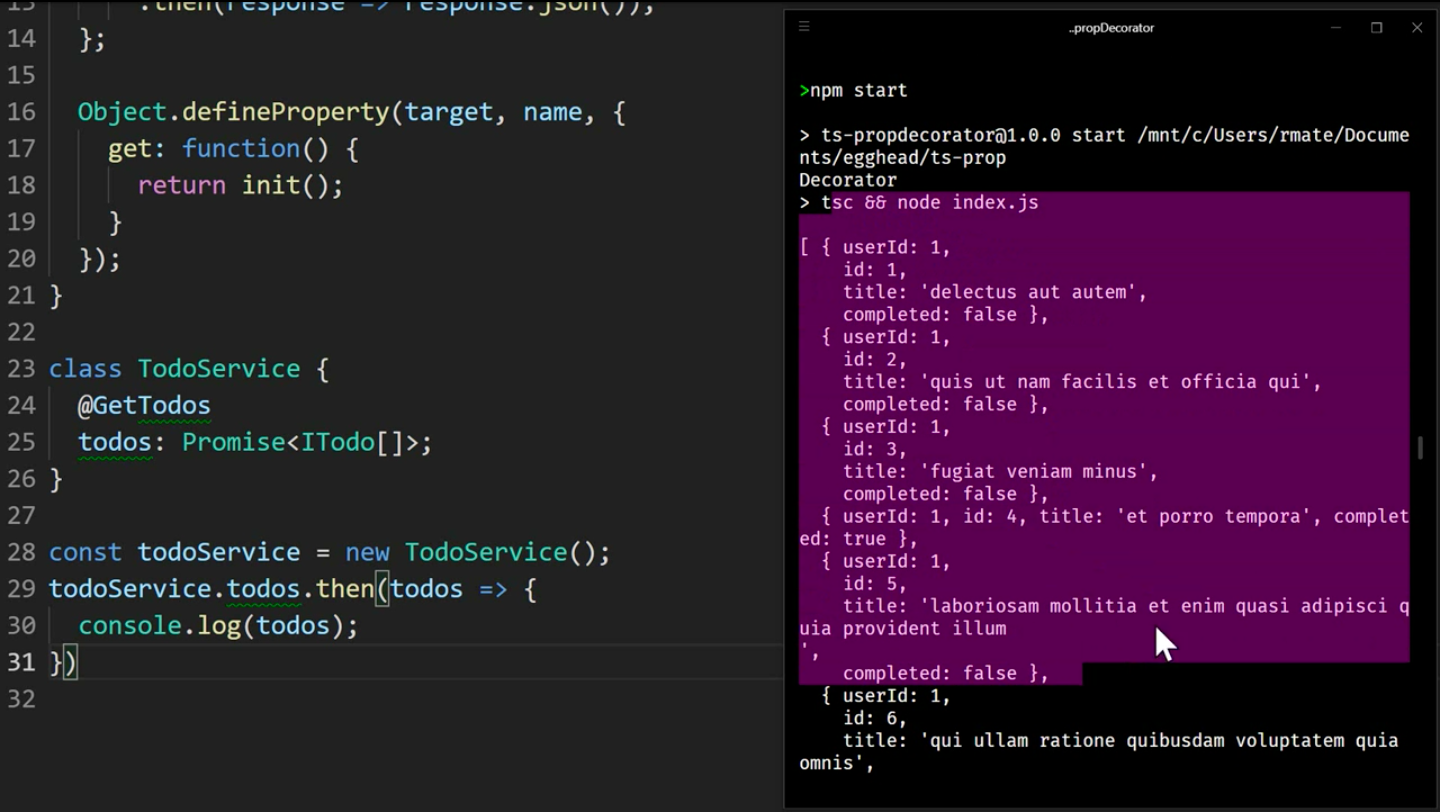 13 .then(response => response.json());
14 };
15
16 Object.defineProperty(target, name, {
17 get: function() {
18 return init();
19 }
20 });
21 }
22
23 class TodoService {
24 @GetTodos
25 todos: Promise<ITodo[]>;
26 }
27
28 const todoService = new TodoService();
29 todoService.todos.then(todos => {
30 console.log(todos);
31 })
32
..propDecorator
>npm start
> ts-propdecorator@1.0.0 start /mnt/c/Users/rmate/Docume
nts/egghead/ts-prop
Decorator
> tsc && node index.js
[ { userId: 1,
id: 1,
title: 'delectus aut autem',
completed: false },
{ userId: 1,
id: 2,
title: 'quis ut nam facilis et officia qui',
completed: false },
{ userId: 1,
id: 3,
title: 'fugiat veniam minus',
completed: false },
{ userId: 1, id: 4, title: 'et porro tempora', complet
ed: true },
{ userId: 1,
id: 5,
title: 'laboriosam mollitia et enim quasi adipisci q
uia provident illum
',
completed: false },
{ userId: 1,
id: 6,
title: 'qui ullam ratione quibusdam voluptatem quia
omnis',